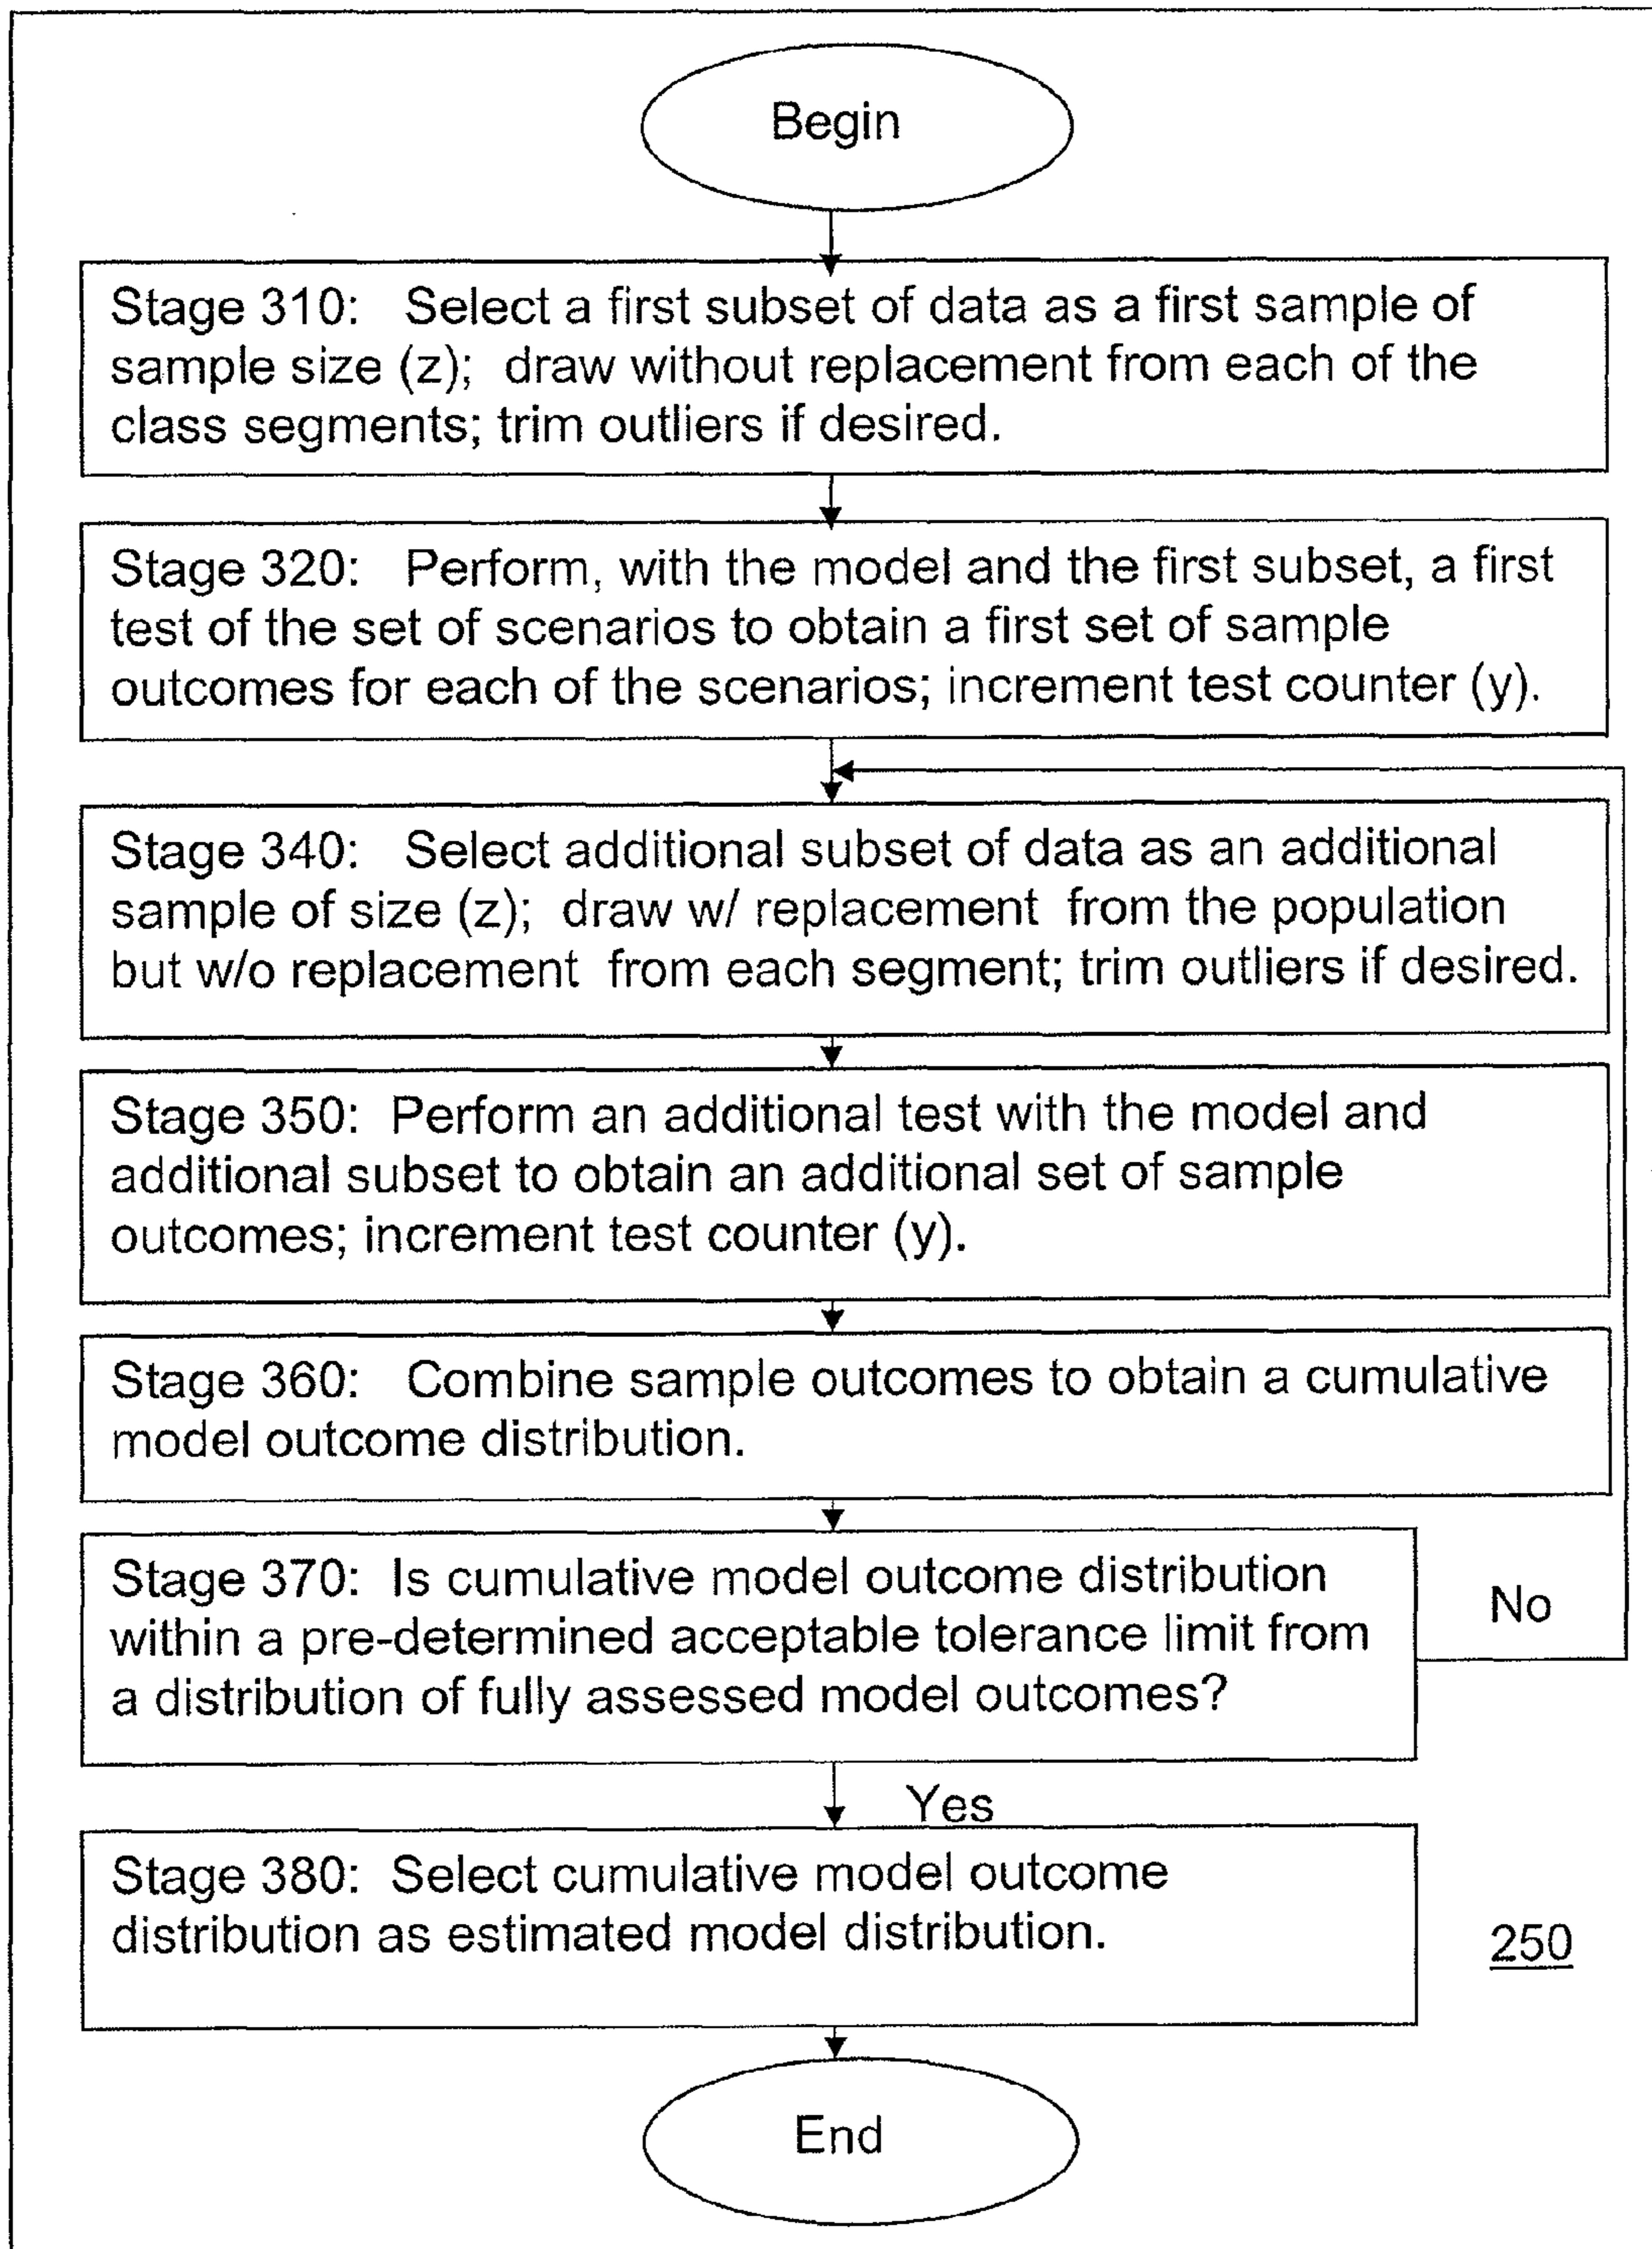 Begin
Stage 310: Select a first subset of data as a first sample of
sample size (z); draw without replacement from each of the
class segments; trim outliers if desired.
Stage 320: Perform, with the model and the first subset, a first
test of the set of scenarios to obtain a first set of sample
outcomes for each of the scenarios; increment test counter (y).
Stage 340: Select additional subset of data as an additional
sample of size (z); draw w/ replacement from the population
but w/o replacement from each segment; trim outliers if desired.
Stage 350: Perform an additional test with the model and
additional subset to obtain an additional set of sample
outcomes; increment test counter (y).
Stage 360: Combine sample outcomes to obtain a cumulative
model outcome distribution.
Stage 370: Is cumulative model outcome distribution
within a pre-determined acceptable tolerance limit from
a distribution of fully assessed model outcomes?
No
Yes
Stage 380: Select cumulative model outcome
distribution as estimated model distribution.
250
End